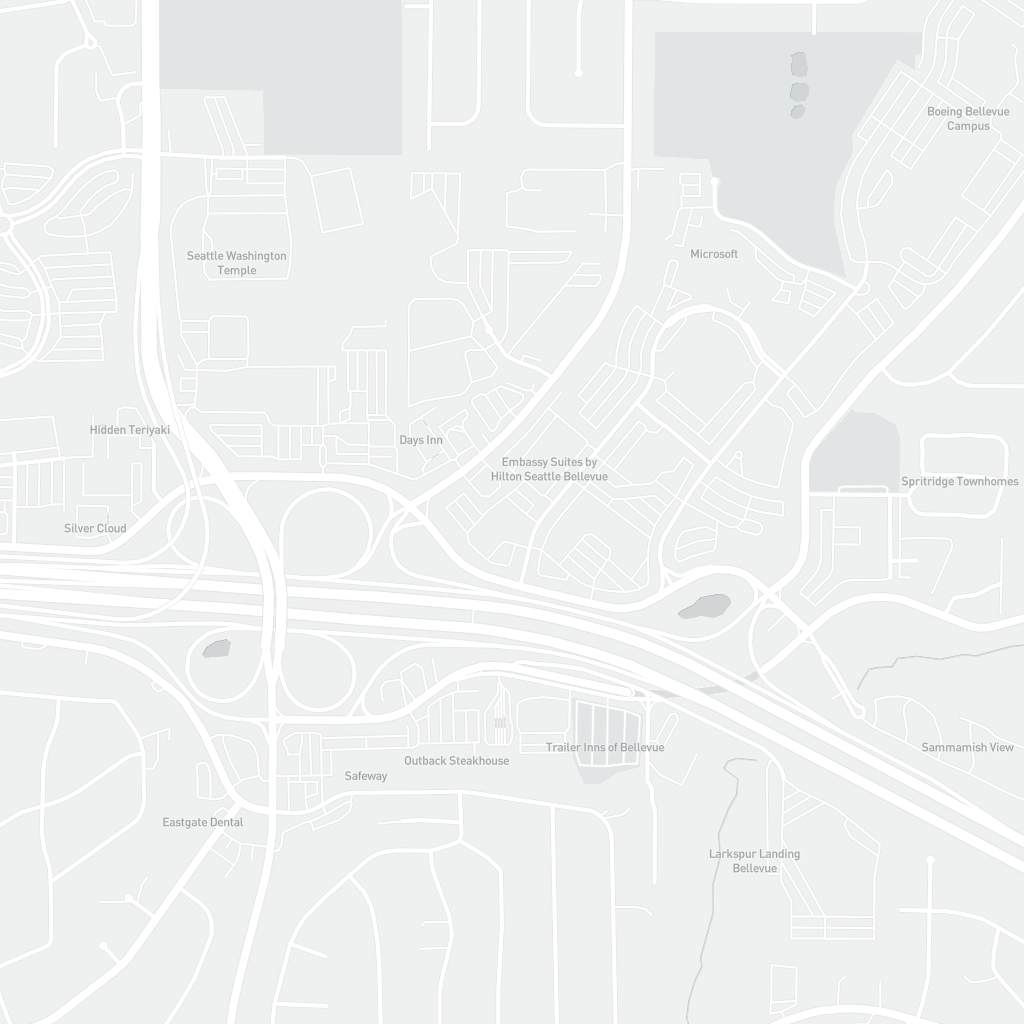 Boeing Bellevue
Campus
Seattle Washington
Temple
Microsoft
Hidden Teriyaki
Days Inn
Embassy Suites by
Hilton Seattle Bellevue
Spritridge Townhomes
Silver Cloud
Trailer Inns of Bellevue
Sammamish View
Outback Steakhouse
Safeway
Eastgate Dental
Larkspur Landing
Bellevue